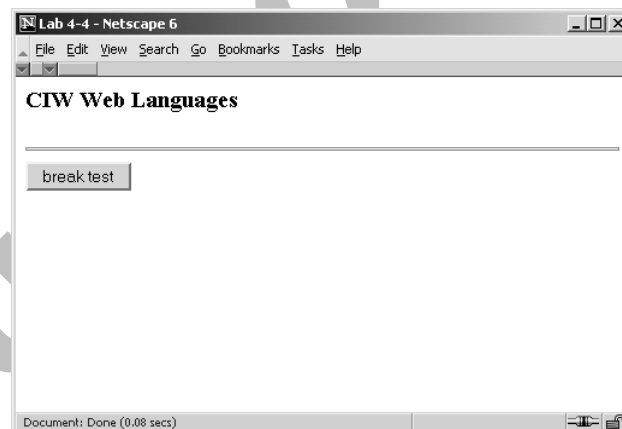 Lab 4-4 - Netscape 6
File Edit View Search Go Bookmarks Tasks Help
CIW Web Languages
break test
Document: Done (0.08 secs)